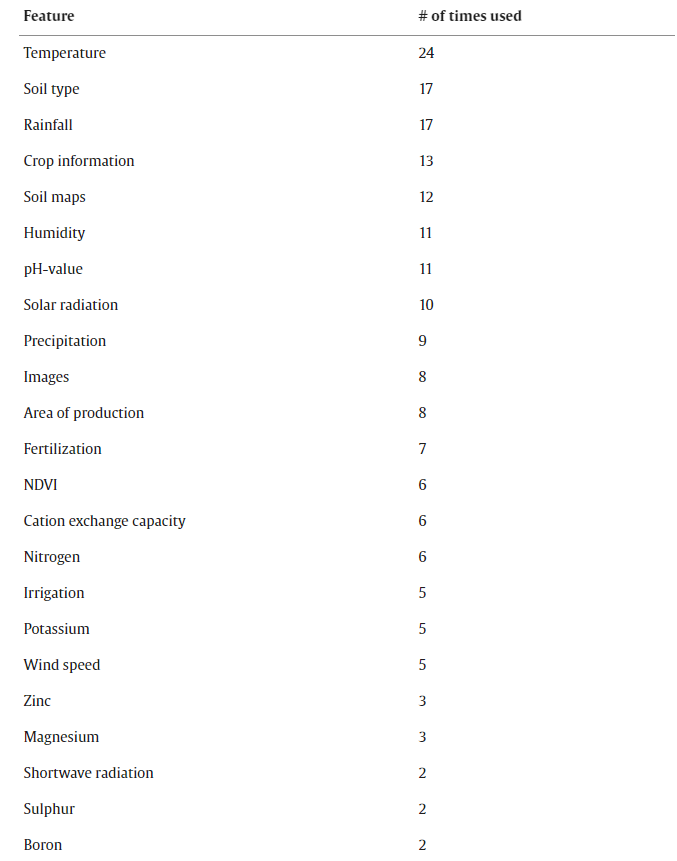 Feature # of times used
Temperature 24
Soil type 17
Rainfall 17
Crop information 13
Soil maps 12
Humidity 11
pH-value 11
Solar radiation 10
Precipitation 9
Images 8
Area of production 8
Fertilization 7
NDVI 6
Cation exchange capacity 6
Nitrogen 6
Irrigation 5
Potassium 5
Wind speed 5
Zinc 3
Magnesium 3
Shortwave radiation 2
Sulphur 2
Boron 2